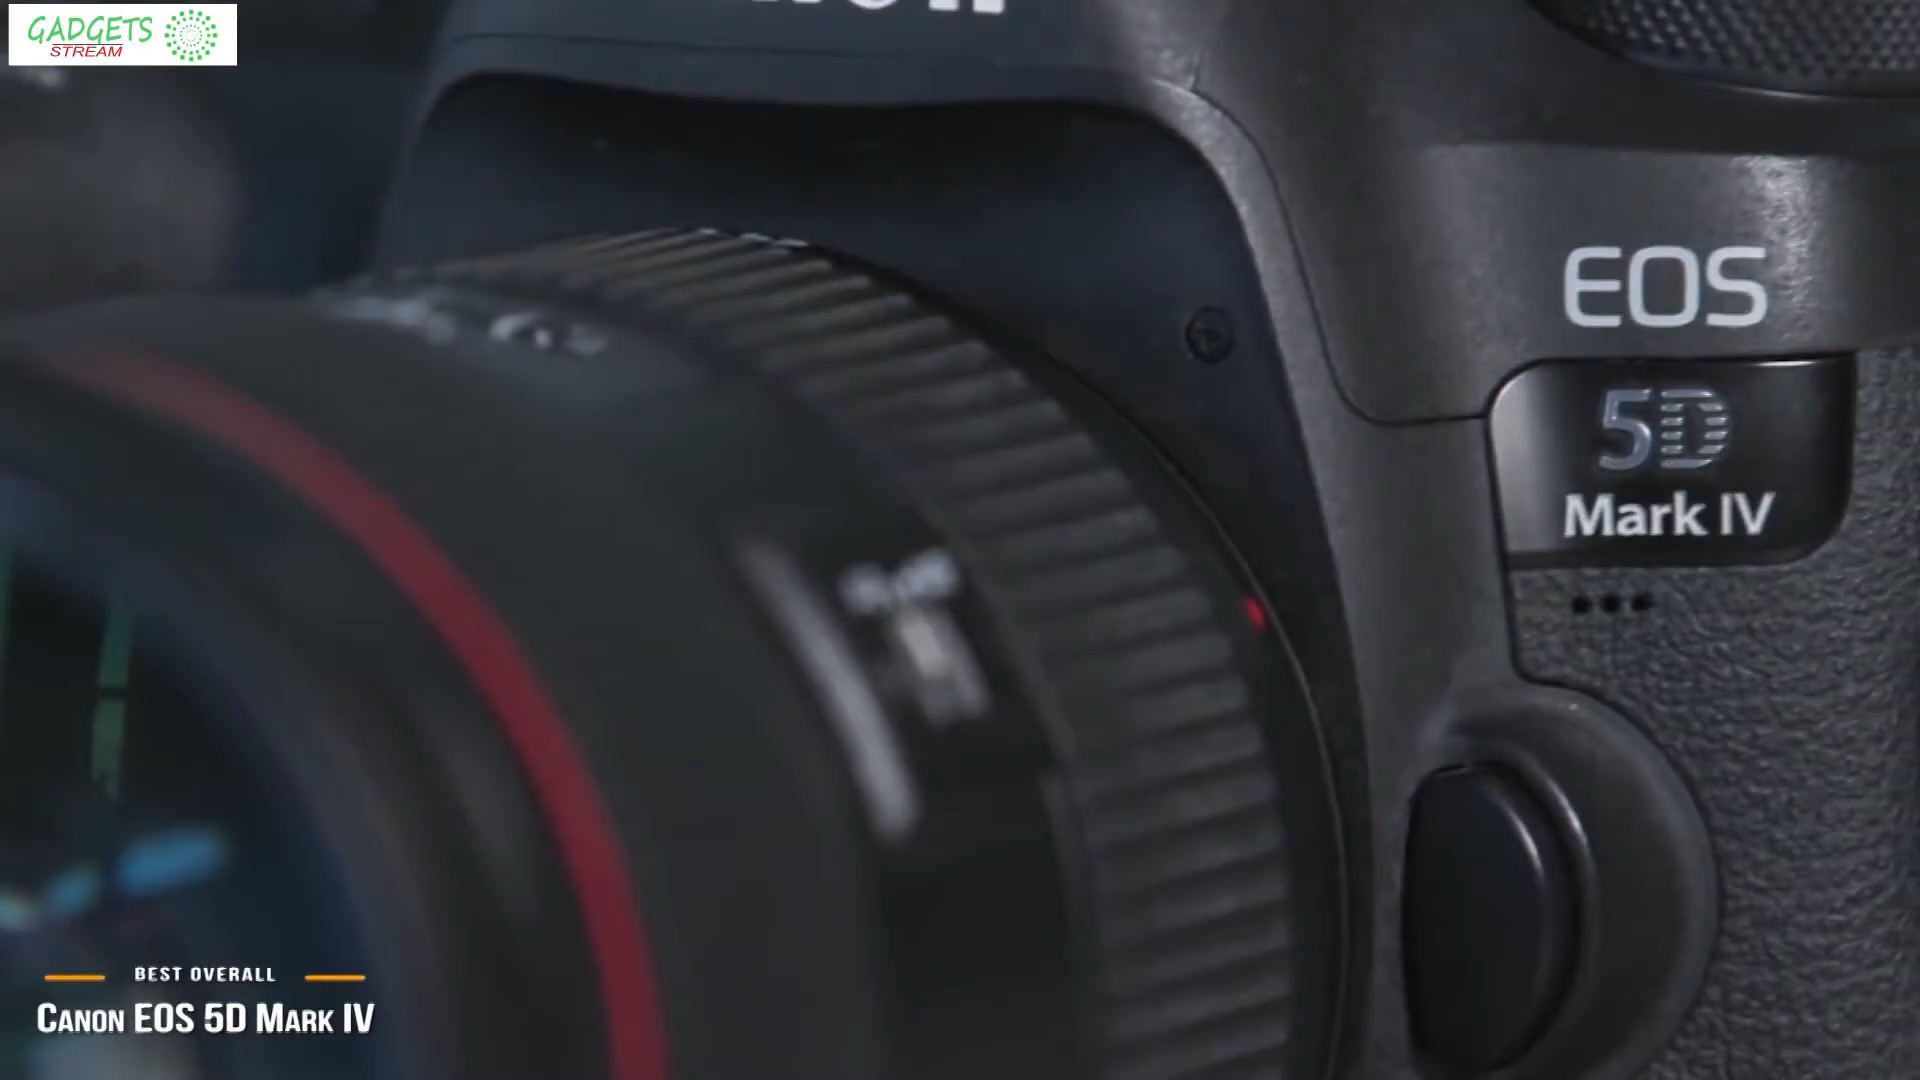 GADGETS
STREAM
EOS
5D
Mark IV
BEST OVERALL
CANON EOS 5D MARK IV